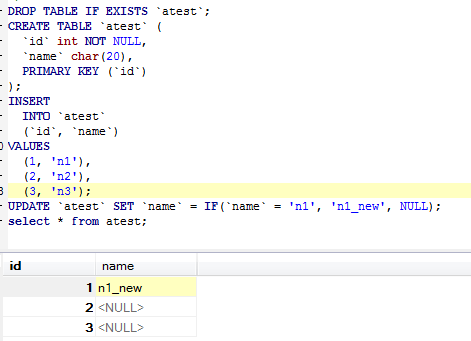 DROP TABLE IF EXISTS `atest`;
CREATE TABLE `atest` (
`id` int NOT NULL,
`name` char(20),
PRIMARY KEY (`id`)
);
INSERT
INTO `atest`
(`id`, `name`)
VALUES
(1, 'n1'),
(2, 'n2'),
(3, 'n3');
UPDATE `atest` SET `name` = IF(`name` = 'n1', 'n1_new', NULL);
select * from atest;
id name
1 n1_new
2 <NULL>
3 <NULL>